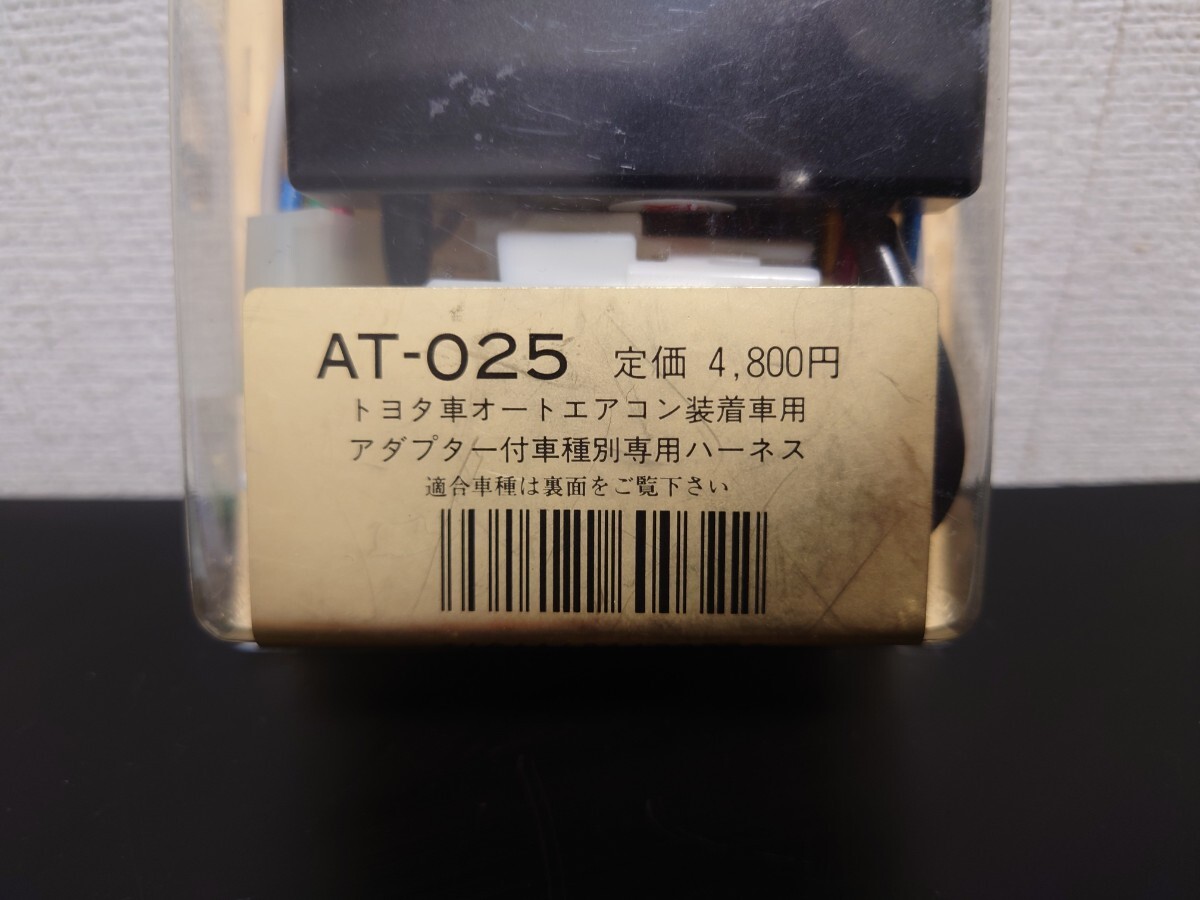 AT-025 定価 4,800円
トヨタ車オートエアコン装着車用
アダプター付車種別専用ハーネス
適合車種は裏面をご覧下さい